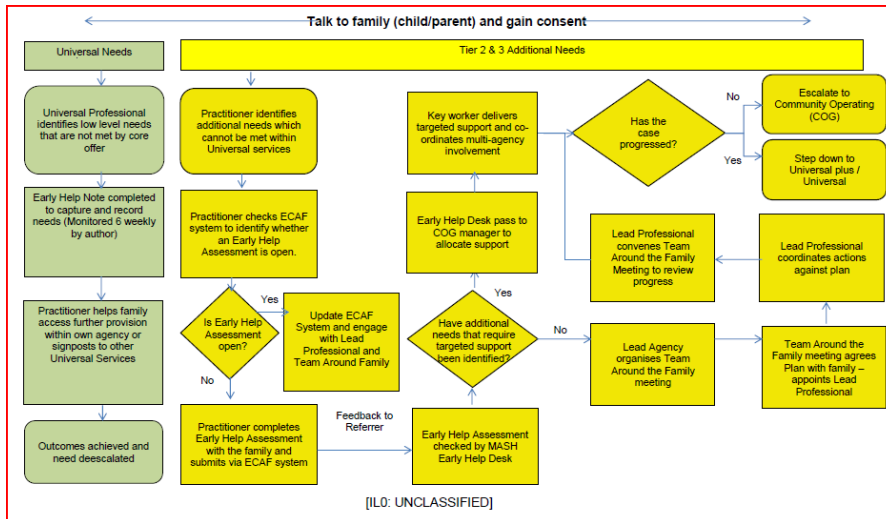 Talk to family (child/parent) and gain consent
Universal Needs
Tier 2 & 3 Additional Needs
Universal Professional
identifies low level needs
that are not met by core
offer
Early Help Note completed
to capture and record
needs (Monitored 6 weekly
by author)
Practitioner helps family
access further provision
within own agency or
signposts to other
Universal Services
Outcomes achieved and
need deescalated
Practitioner identifies
additional needs which
cannot be met within
Universal services
Practitioner checks ECAF
system to identify whether
an Early Help
Assessment is open.
Is Early Help
Assessment
open?
Yes
Update ECAF
System and engage
with Lead
Professional and
Team Around Family
No
Practitioner completes
Early Help Assessment
with the family and
submits via ECAF system
Feedback to
Referrer
Early Help Assessment
checked by MASH
Early Help Desk
Have additional
needs that require
targeted support
been identified?
Yes
Early Help Desk pass to
COG manager to
allocate support
Key worker delivers
targeted support and co-
ordinates multi-agency
involvement
No
Lead Agency
organises Team
Around the Family
meeting
Team Around the
Family meeting agrees
Plan with family –
appoints Lead
Professional
Lead Professional
coordinates actions
against plan
Lead Professional
convenes Team
Around the Family
Meeting to review
progress
Has the
case
progressed?
No
Escalate to
Community Operating
(COG)
Yes
Step down to
Universal plus /
Universal
[IL0: UNCLASSIFIED]